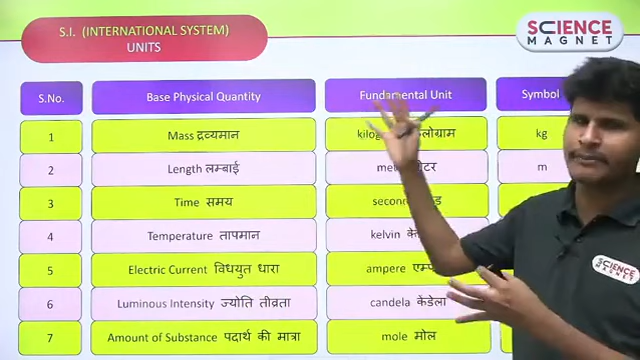 S.I. (INTERNATIONAL SYSTEM)
UNITS
SCIENCE
MAGNET
S.No. Base Physical Quantity Fundamental Unit Symbol
1 Mass द्रव्यमान kg
2 Length लम्बाई m
3 Time समय
4 Temperature तापमान kelvin
5 Electric Current विधयुत धारा ampere
6 Luminous Intensity ज्योति तीव्रता candela केंडेला
7 Amount of Substance पदार्थ की मात्रा mole मोल
SCIENCE
MAGNET